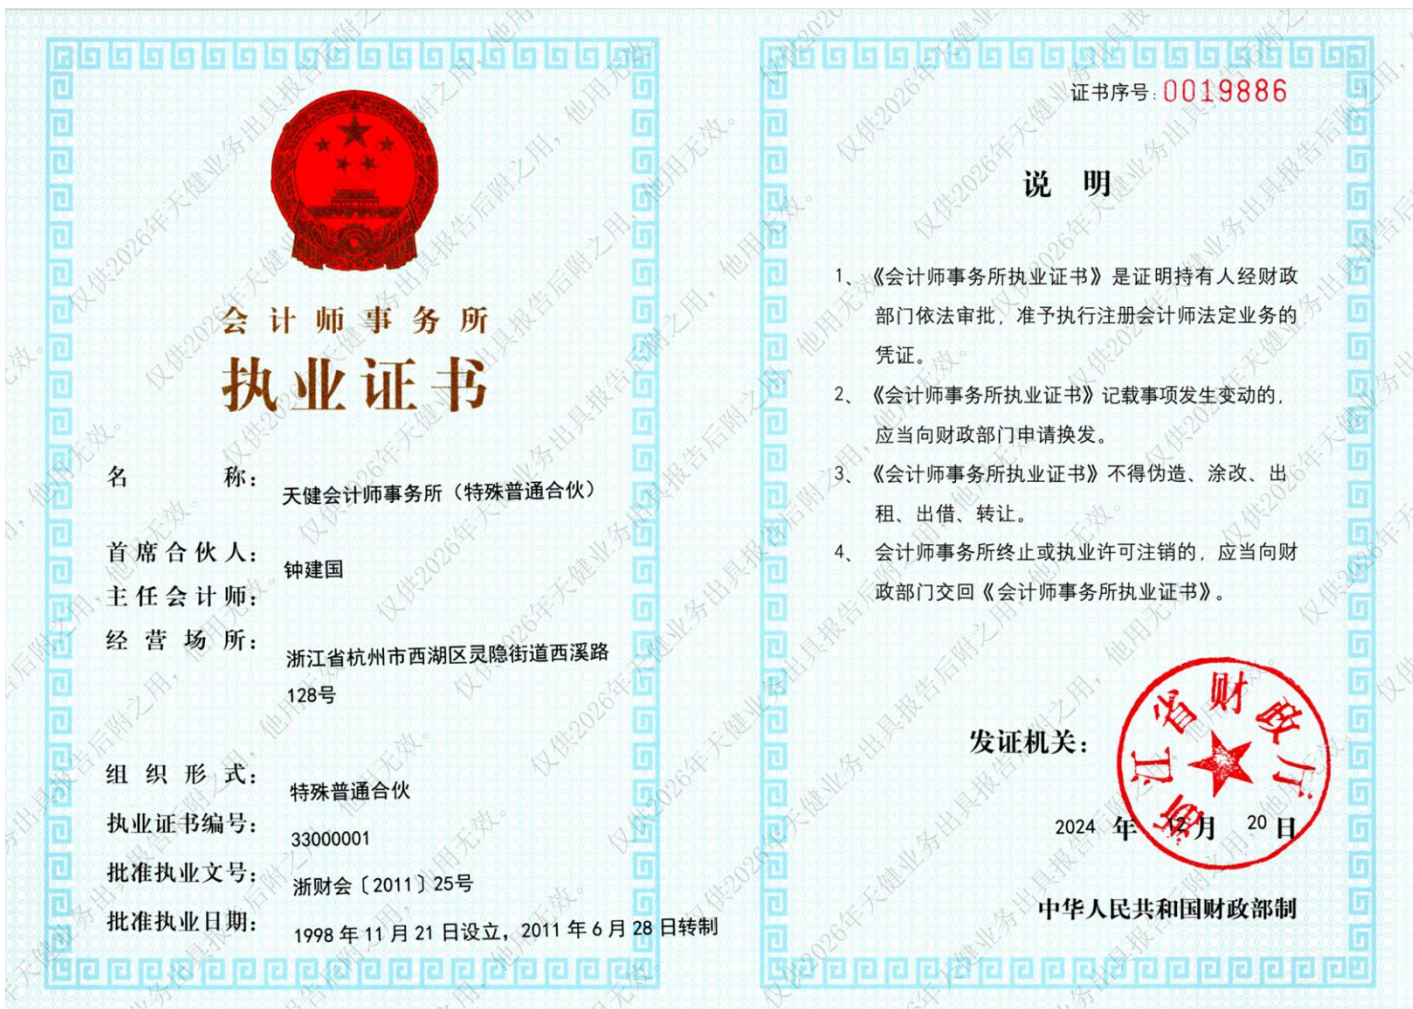 会计师事务所
执业证书
名称：
天健会计师事务所（特殊普通合伙）
首席合伙人：
钟建国
主任会计师：
经营场所：
浙江省杭州市西湖区灵隐街道西溪路
128号
组织形式：
特殊普通合伙
执业证书编号：
33000001
批准执业文号：
浙财会〔2011〕25号
批准执业日期：
1998年11月21日设立，2011年6月28日转制
证书序号：0019886
说明
1、《会计师事务所执业证书》是证明持有人经财政
部门依法审批，准予执行注册会计师法定业务的
凭证。
2、《会计师事务所执业证书》记载事项发生变动的，
应当向财政部门申请换发。
3、《会计师事务所执业证书》不得伪造、涂改、出
租、出借、转让。
4、会计师事务所终止或执业许可注销的，应当向财
政部门交回《会计师事务所执业证书》。
发证机关：
浙江省财政厅
2024年12月20日
中华人民共和国财政部制
仅供2026年天健业务出具报告后附之用，他用无效。